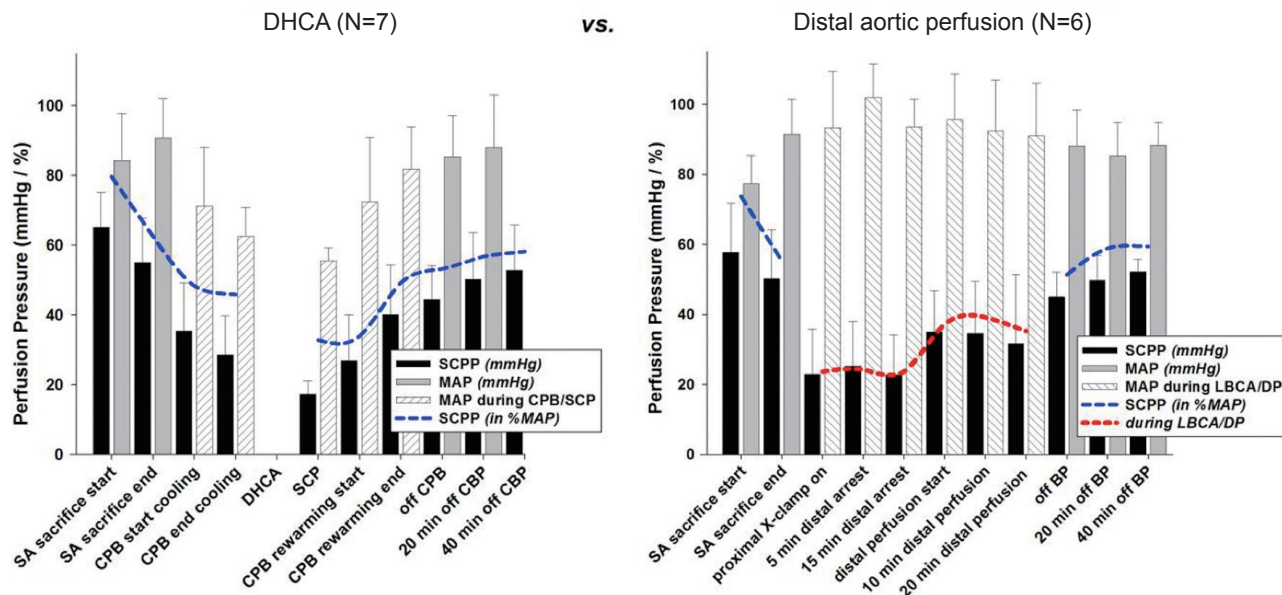 DHCA (N=7)
vs.
Distal aortic perfusion (N=6)
Perfusion Pressure (mmHg / %)
100
80
60
40
20
0
SCPP (mmHg)
MAP (mmHg)
MAP during CPB/SCP
SCPP (in %MAP)
SA sacrifice start
SA sacrifice end
CPB start cooling
CPB end cooling
DHCA
SCP
CPB rewarming start
CPB rewarming end
off CPB
20 min off CBP
40 min off CBP
Perfusion Pressure (mmHg / %)
100
80
60
40
20
0
SCPP (mmHg)
MAP (mmHg)
MAP during LBCA/DP
SCPP (in %MAP)
during LBCA/DP
SA sacrifice start
SA sacrifice end
proximal X-clamp on
5 min distal arrest
15 min distal arrest
distal perfusion start
10 min distal perfusion
20 min distal perfusion
off BP
20 min off BP
40 min off BP